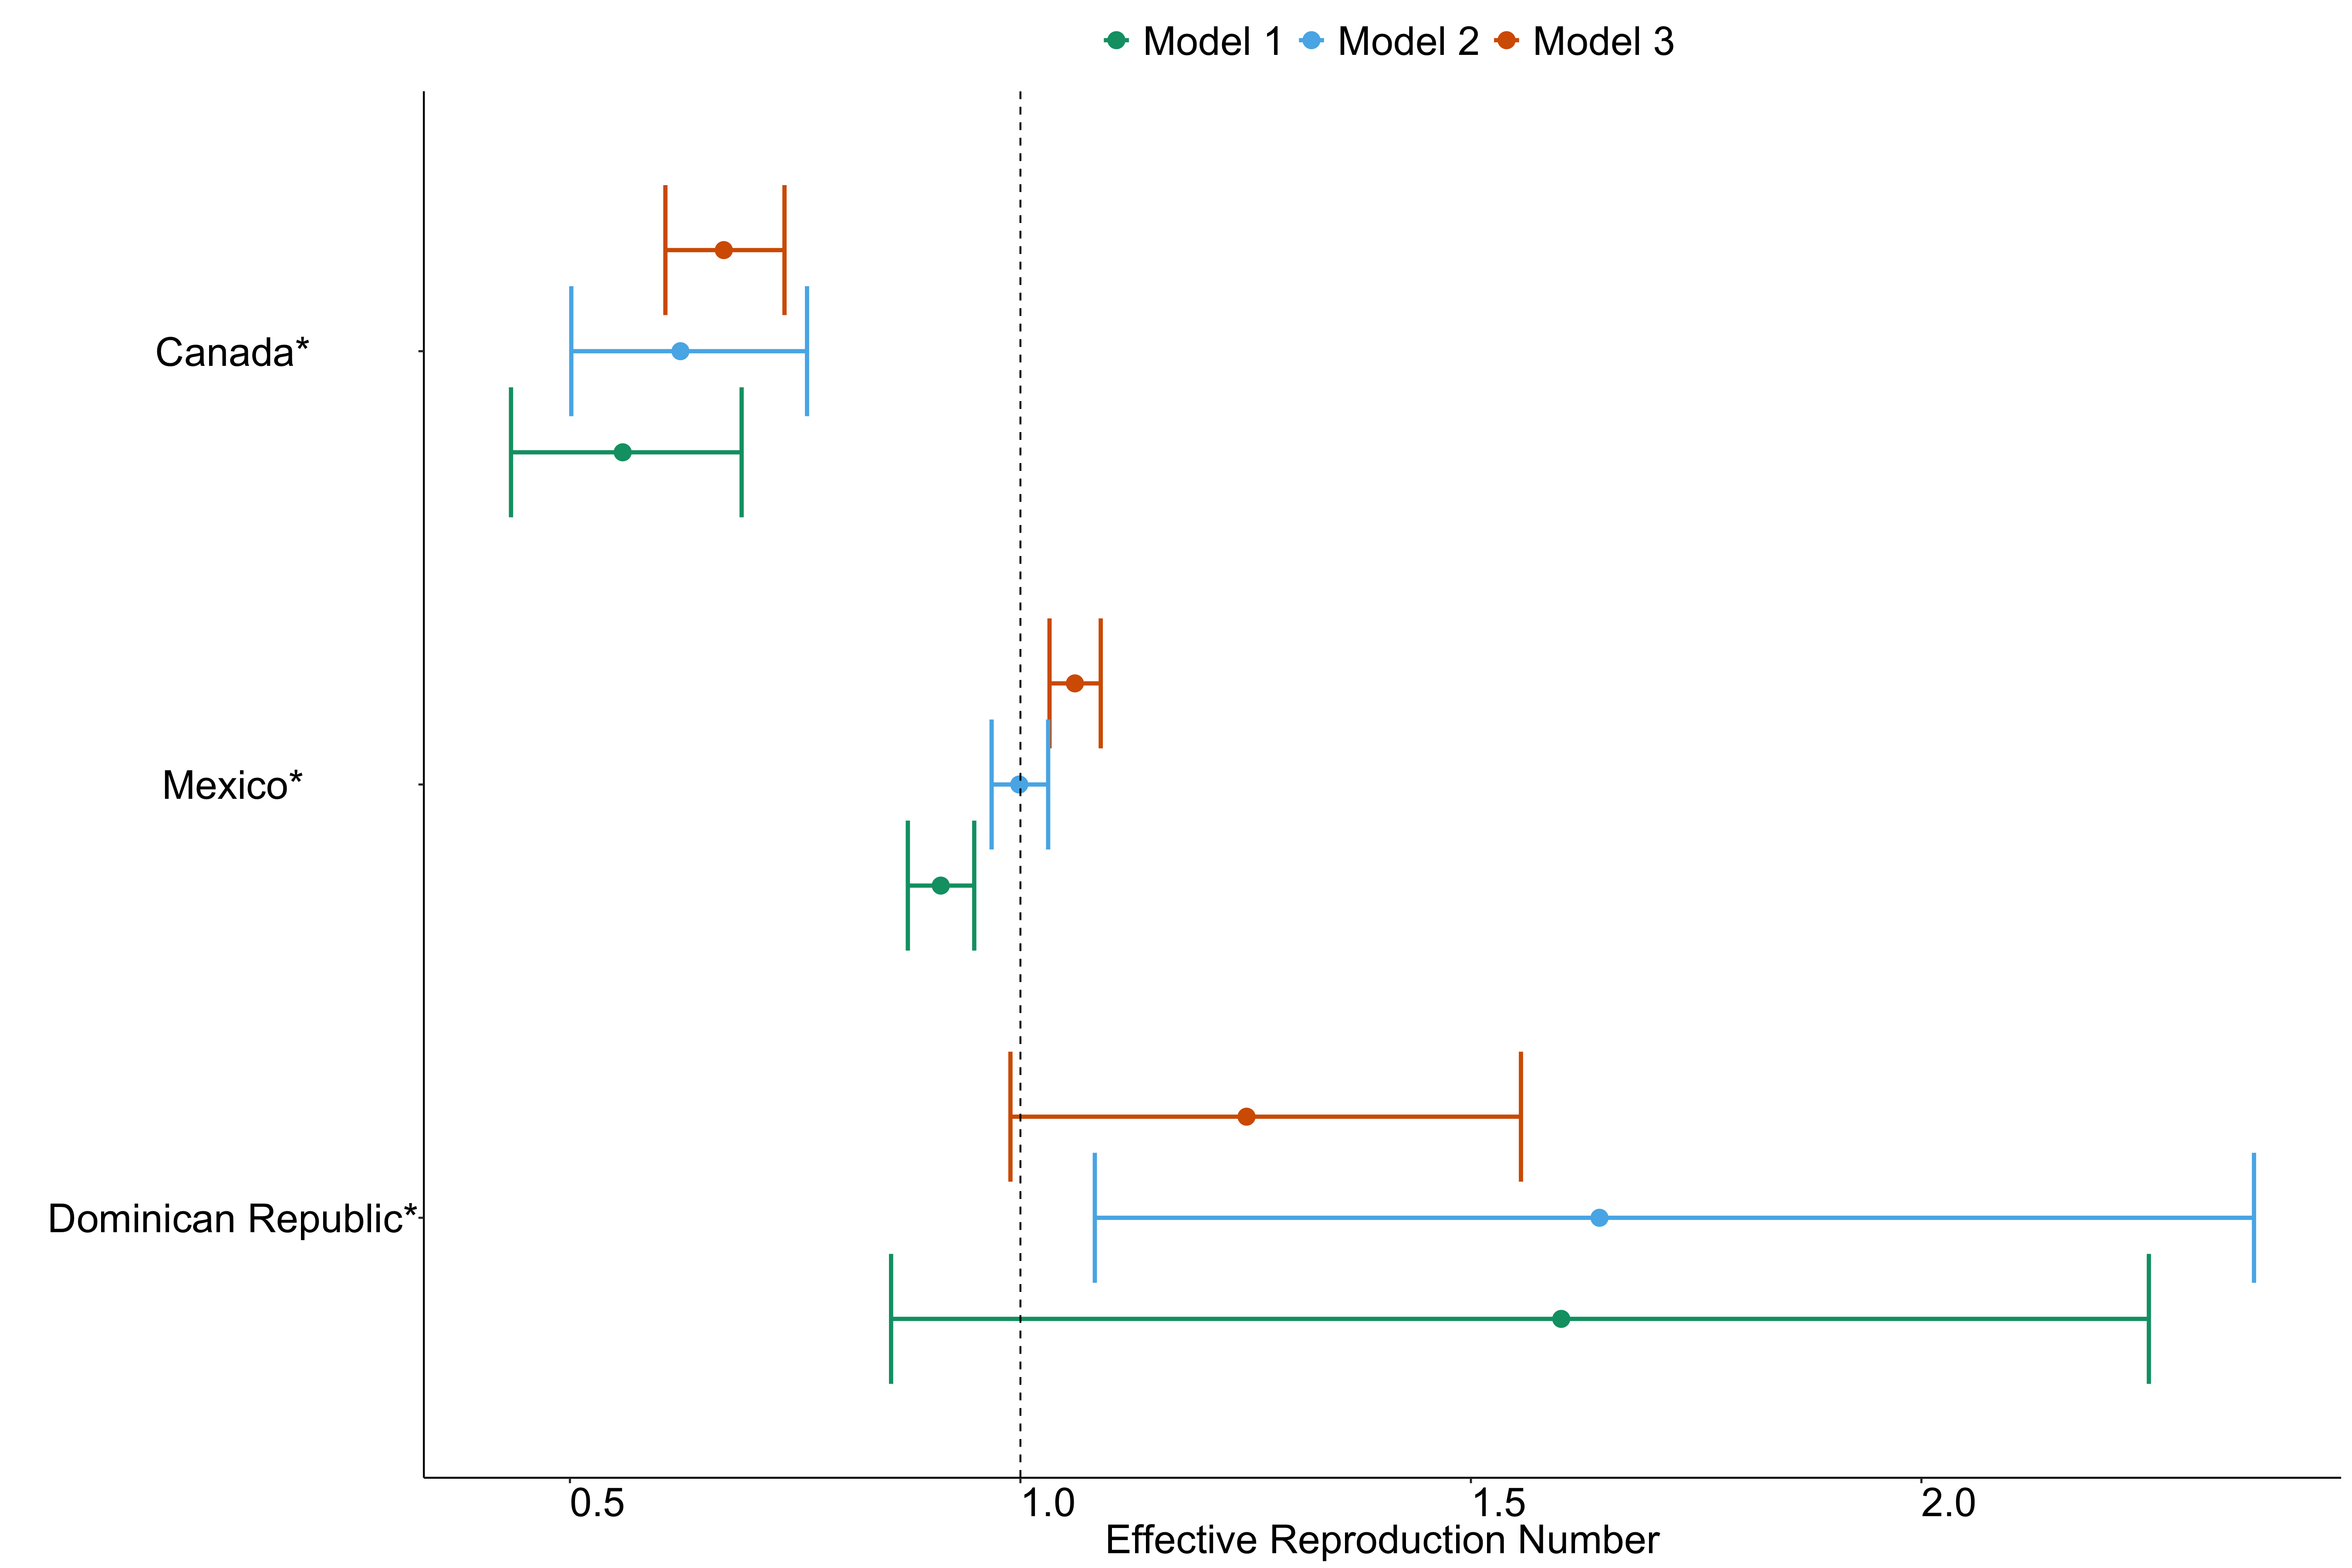 Model 1 Model 2 Model 3
Canada*
Mexico*
Dominican Republic*
0.5 1.0 1.5 2.0
Effective Reproduction Number